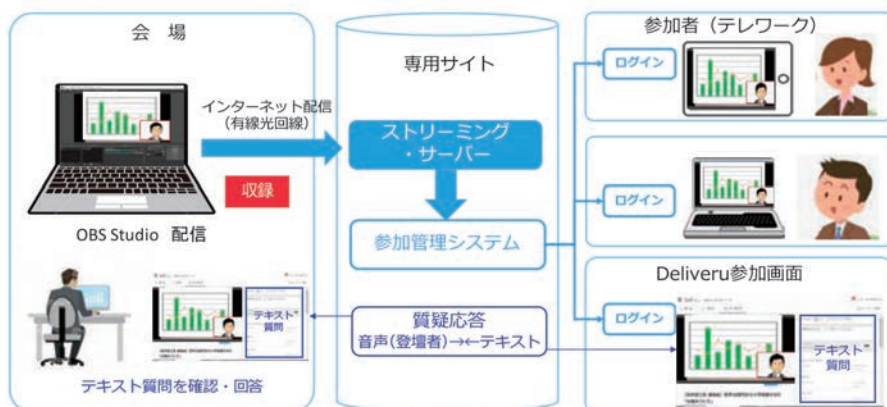 会 場
インターネット配信
（有線光回線）
収録
OBS Studio 配信
テキスト
質問
テキスト質問を確認・回答
専用サイト
ストリーミング
・サーバー
参加管理システム
質疑応答
音声(登壇者)→←テキスト
参加者（テレワーク）
ログイン
ログイン
Deliveru参加画面
ログイン
テキスト
質問